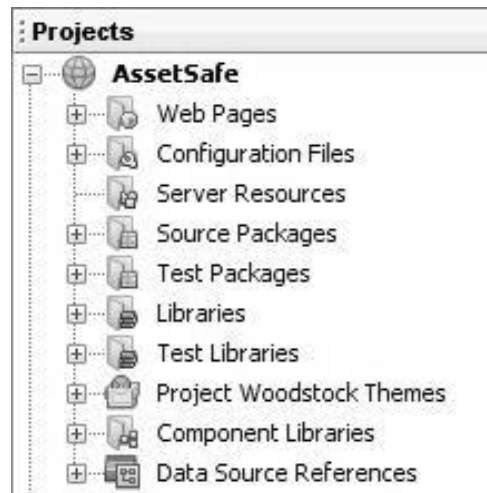 Projects
AssetSafe
Web Pages
Configuration Files
Server Resources
Source Packages
Test Packages
Libraries
Test Libraries
Project Woodstock Themes
Component Libraries
Data Source References